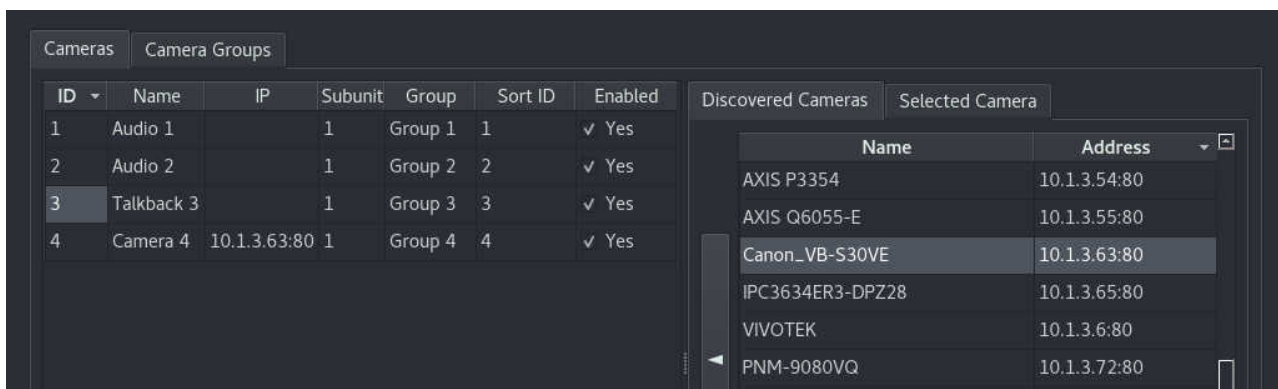 Cameras Camera Groups
ID Name IP Subunit Group Sort ID Enabled
1 Audio 1 1 Group 1 1 Yes
2 Audio 2 1 Group 2 2 Yes
3 Talkback 3 1 Group 3 3 Yes
4 Camera 4 10.1.3.63:80 1 Group 4 4 Yes
Discovered Cameras Selected Camera
Name Address
AXIS P3354 10.1.3.54:80
AXIS Q6055-E 10.1.3.55:80
Canon_VB-S30VE 10.1.3.63:80
IPC3634ER3-DPZ28 10.1.3.65:80
VIVOTEK 10.1.3.6:80
PNM-9080VQ 10.1.3.72:80